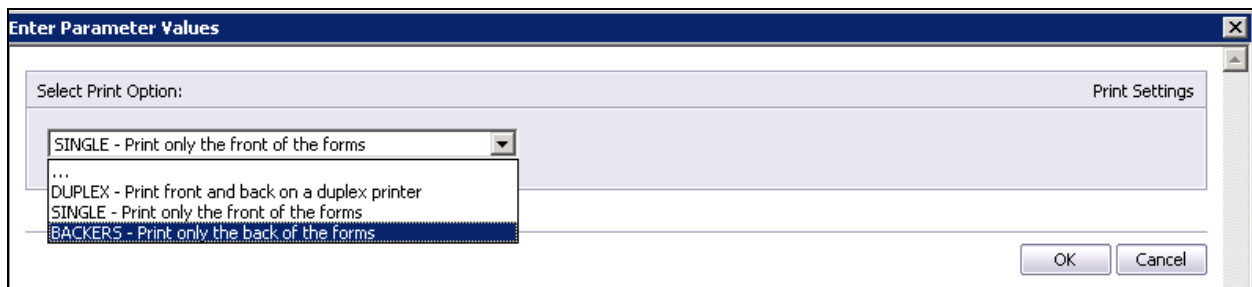 Enter Parameter Values
Select Print Option: Print Settings
SINGLE - Print only the front of the forms
...
DUPLEX - Print front and back on a duplex printer
SINGLE - Print only the front of the forms
BACKERS - Print only the back of the forms
OK Cancel